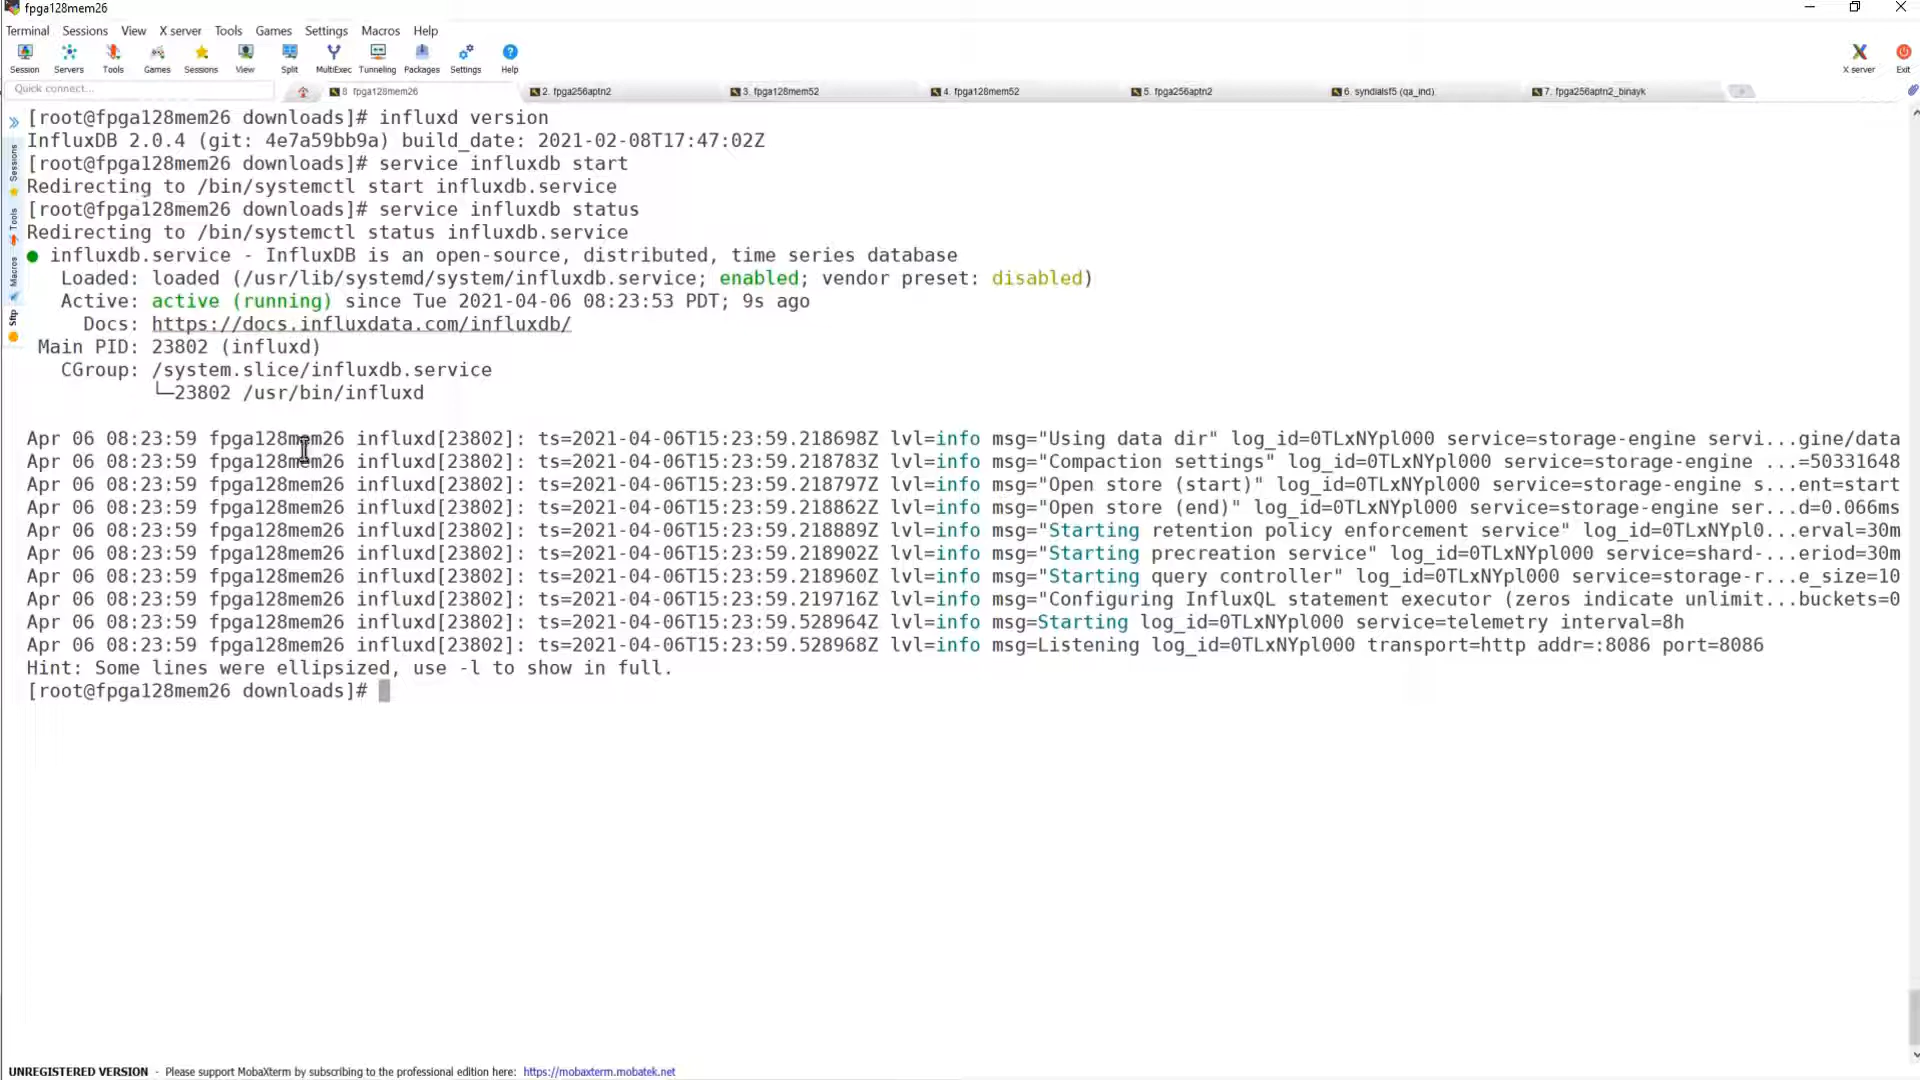 fpga128mem26
Terminal Sessions View X server Tools Games Settings Macros Help
Session Servers Tools Games Sessions View Split MultiExec Tunneling Packages Settings Help X server Exit
Quick connect... 8 fpga128mem26 2. fpga256aptn2 3. fpga128mem52 4. fpga128mem52 5. fpga256aptn2 6. syndialsf5 (qa_ind) 7. fpga256aptn2_binayk
Sessions
Tools
Macros
Sftp
[root@fpga128mem26 downloads]# influxd version
InfluxDB 2.0.4 (git: 4e7a59bb9a) build_date: 2021-02-08T17:47:02Z
[root@fpga128mem26 downloads]# service influxdb start
Redirecting to /bin/systemctl start influxdb.service
[root@fpga128mem26 downloads]# service influxdb status
Redirecting to /bin/systemctl status influxdb.service
● influxdb.service - InfluxDB is an open-source, distributed, time series database
Loaded: loaded (/usr/lib/systemd/system/influxdb.service; enabled; vendor preset: disabled)
Active: active (running) since Tue 2021-04-06 08:23:53 PDT; 9s ago
Docs: https://docs.influxdata.com/influxdb/
Main PID: 23802 (influxd)
CGroup: /system.slice/influxdb.service
└─23802 /usr/bin/influxd
Apr 06 08:23:59 fpga128mem26 influxd[23802]: ts=2021-04-06T15:23:59.218698Z lvl=info msg="Using data dir" log_id=0TLxNYpl000 service=storage-engine servi...gine/data
Apr 06 08:23:59 fpga128mem26 influxd[23802]: ts=2021-04-06T15:23:59.218783Z lvl=info msg="Compaction settings" log_id=0TLxNYpl000 service=storage-engine ...=50331648
Apr 06 08:23:59 fpga128mem26 influxd[23802]: ts=2021-04-06T15:23:59.218797Z lvl=info msg="Open store (start)" log_id=0TLxNYpl000 service=storage-engine s...ent=start
Apr 06 08:23:59 fpga128mem26 influxd[23802]: ts=2021-04-06T15:23:59.218862Z lvl=info msg="Open store (end)" log_id=0TLxNYpl000 service=storage-engine ser...d=0.066ms
Apr 06 08:23:59 fpga128mem26 influxd[23802]: ts=2021-04-06T15:23:59.218889Z lvl=info msg="Starting retention policy enforcement service" log_id=0TLxNYpl0...erval=30m
Apr 06 08:23:59 fpga128mem26 influxd[23802]: ts=2021-04-06T15:23:59.218902Z lvl=info msg="Starting precreation service" log_id=0TLxNYpl000 service=shard-...eriod=30m
Apr 06 08:23:59 fpga128mem26 influxd[23802]: ts=2021-04-06T15:23:59.218960Z lvl=info msg="Starting query controller" log_id=0TLxNYpl000 service=storage-r...e_size=10
Apr 06 08:23:59 fpga128mem26 influxd[23802]: ts=2021-04-06T15:23:59.219716Z lvl=info msg="Configuring InfluxQL statement executor (zeros indicate unlimit...buckets=0
Apr 06 08:23:59 fpga128mem26 influxd[23802]: ts=2021-04-06T15:23:59.528964Z lvl=info msg=Starting log_id=0TLxNYpl000 service=telemetry interval=8h
Apr 06 08:23:59 fpga128mem26 influxd[23802]: ts=2021-04-06T15:23:59.528968Z lvl=info msg=Listening log_id=0TLxNYpl000 transport=http addr=:8086 port=8086
Hint: Some lines were ellipsized, use -l to show in full.
[root@fpga128mem26 downloads]#
UNREGISTERED VERSION - Please support MobaXterm by subscribing to the professional edition here: https://mobaxterm.mobatek.net